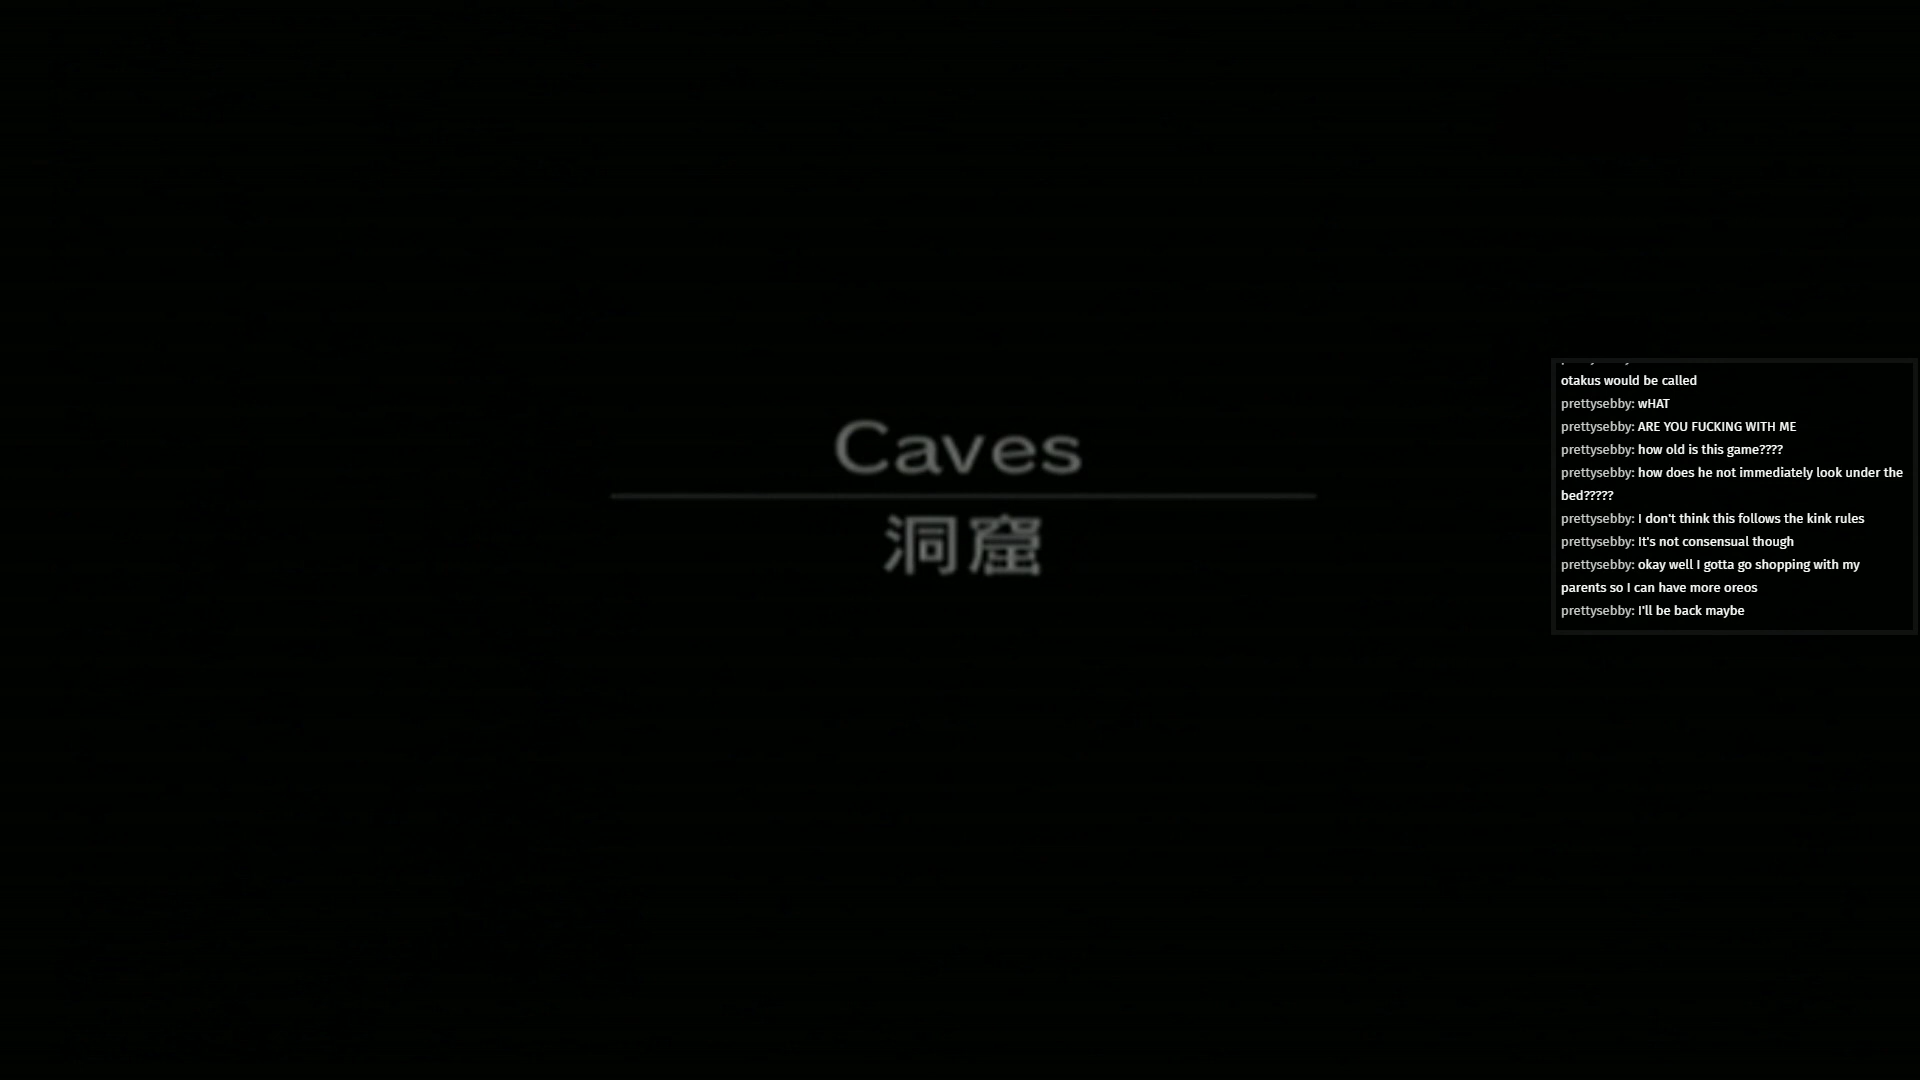 Caves
洞窟
otakus would be called
prettysebby: wHAT
prettysebby: ARE YOU FUCKING WITH ME
prettysebby: how old is this game????
prettysebby: how does he not immediately look under the
bed?????
prettysebby: I don't think this follows the kink rules
prettysebby: It's not consensual though
prettysebby: okay well I gotta go shopping with my
parents so I can have more oreos
prettysebby: I'll be back maybe